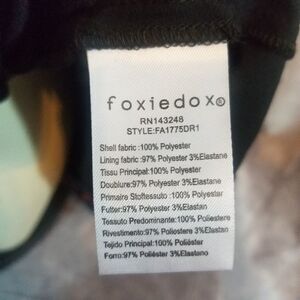 foxiedox®
RN143248
STYLE:FA1775DR1
Shell fabric :100% Polyester
Lining fabric:97% Polyester 3%Elastane
Tissu Principal:100% Polyester
Doublure:97% Polyester 3%Elastane
Primaire Stoftessuto :100% Polyester
Futter:97% Polyester 3%Elastan
Tessuto Predominante:100% Poliestere
Rivestimento:97% Poliestere 3%Elastan
Tejido Principal:100% Poliéster
Forro:97% Poliéster 3%Elastano